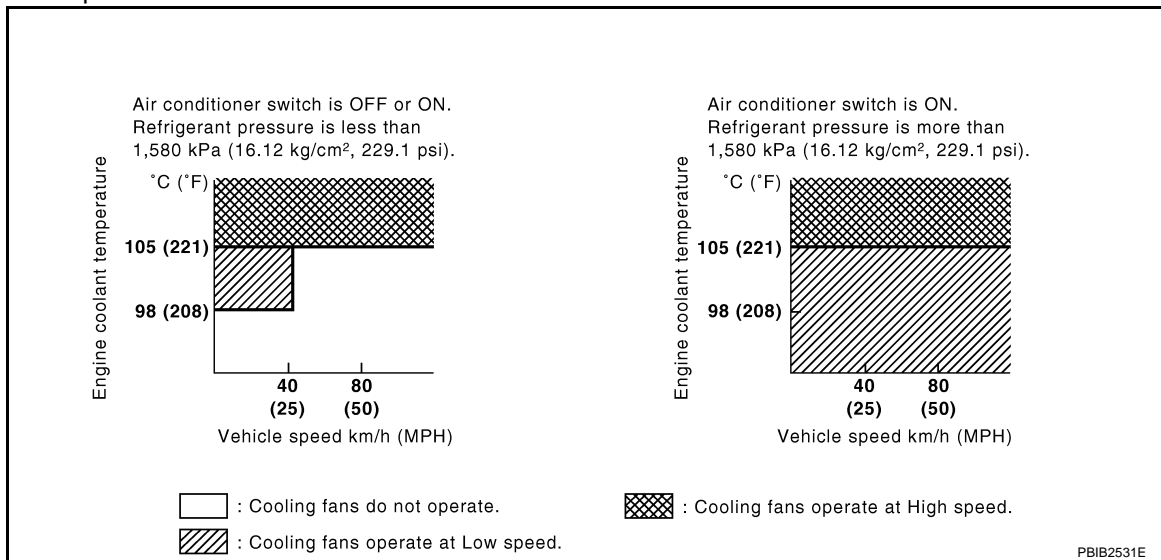 Air conditioner switch is OFF or ON.
Refrigerant pressure is less than
1,580 kPa (16.12 kg/cm², 229.1 psi).
Engine coolant temperature
˚C (˚F)
105 (221)
98 (208)
40
(25)
80
(50)
Vehicle speed km/h (MPH)
Air conditioner switch is ON.
Refrigerant pressure is more than
1,580 kPa (16.12 kg/cm², 229.1 psi).
Engine coolant temperature
˚C (˚F)
105 (221)
98 (208)
40
(25)
80
(50)
Vehicle speed km/h (MPH)
: Cooling fans do not operate.
: Cooling fans operate at Low speed.
: Cooling fans operate at High speed.
PBIB2531E